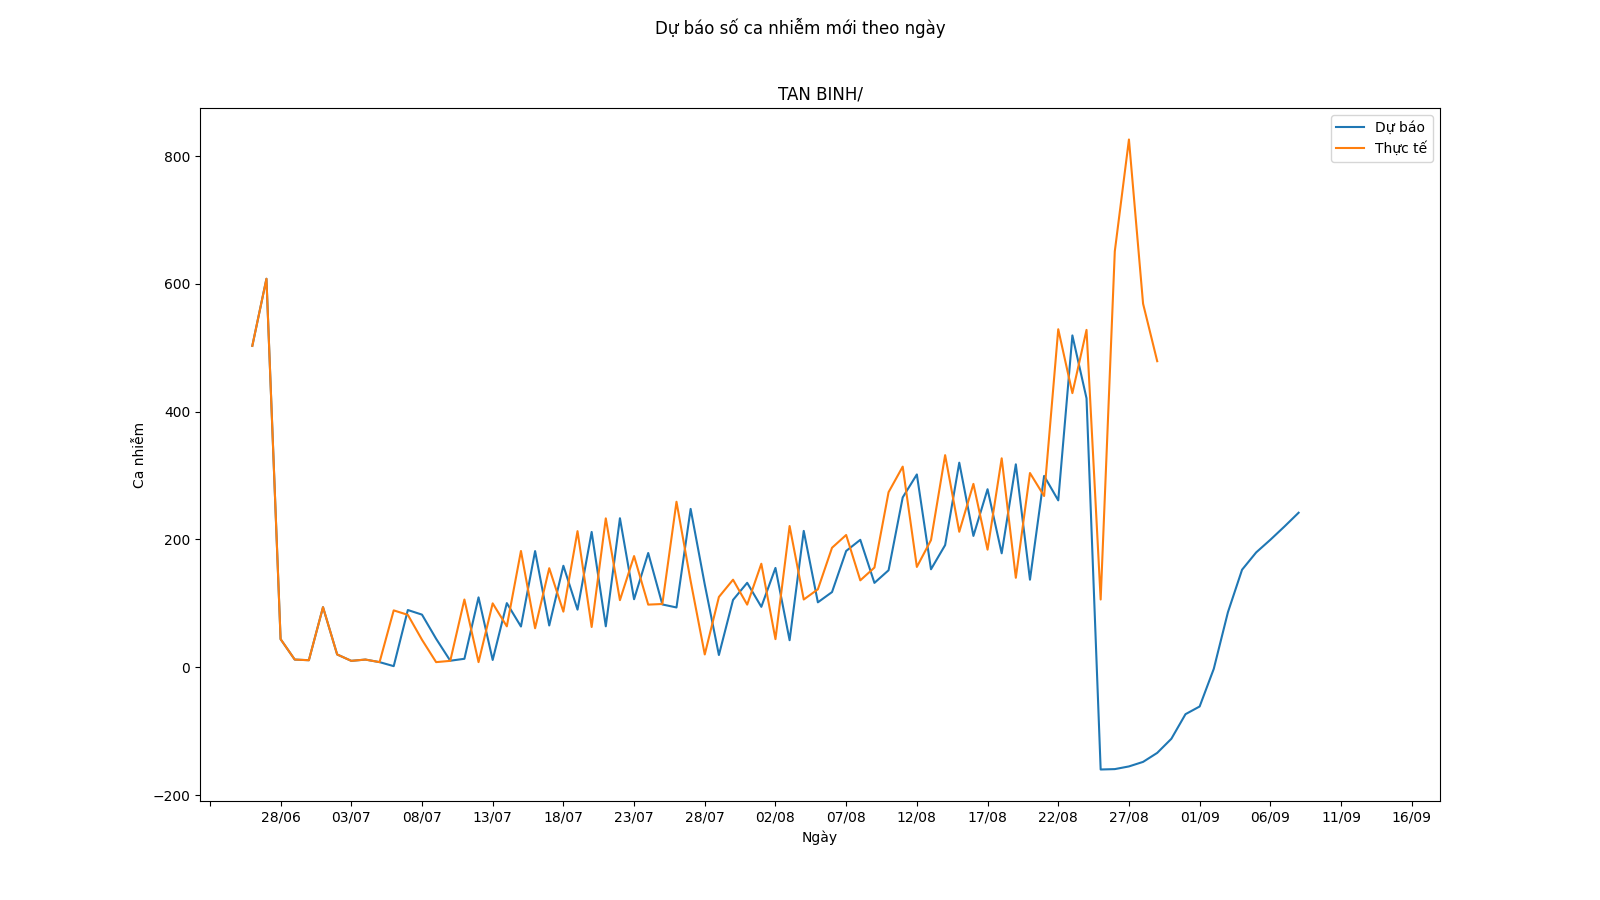 Dự báo số ca nhiễm mới theo ngày
TAN BINH/
Dự báo
Thực tế
800
600
400
200
0
−200
Ca nhiễm
28/06 03/07 08/07 13/07 18/07 23/07 28/07 02/08 07/08 12/08 17/08 22/08 27/08 01/09 06/09 11/09 16/09
Ngày